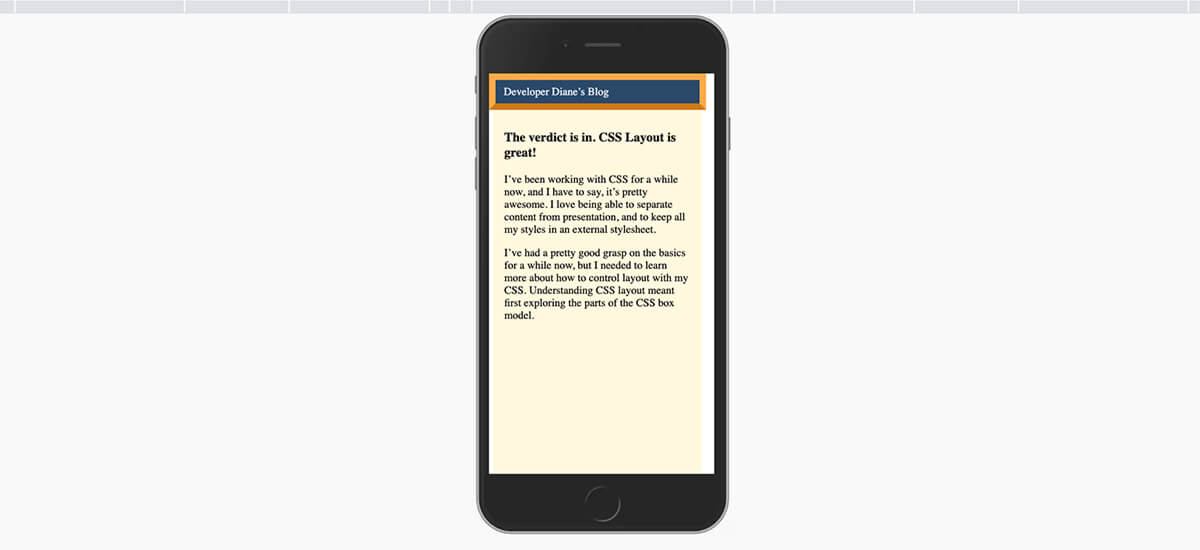 Developer Diane’s Blog
The verdict is in. CSS Layout is
great!
I’ve been working with CSS for a while
now, and I have to say, it’s pretty
awesome. I love being able to separate
content from presentation, and to keep all
my styles in an external stylesheet.
I’ve had a pretty good grasp on the basics
for a while now, but I needed to learn
more about how to control layout with my
CSS. Understanding CSS layout meant
first exploring the parts of the CSS box
model.